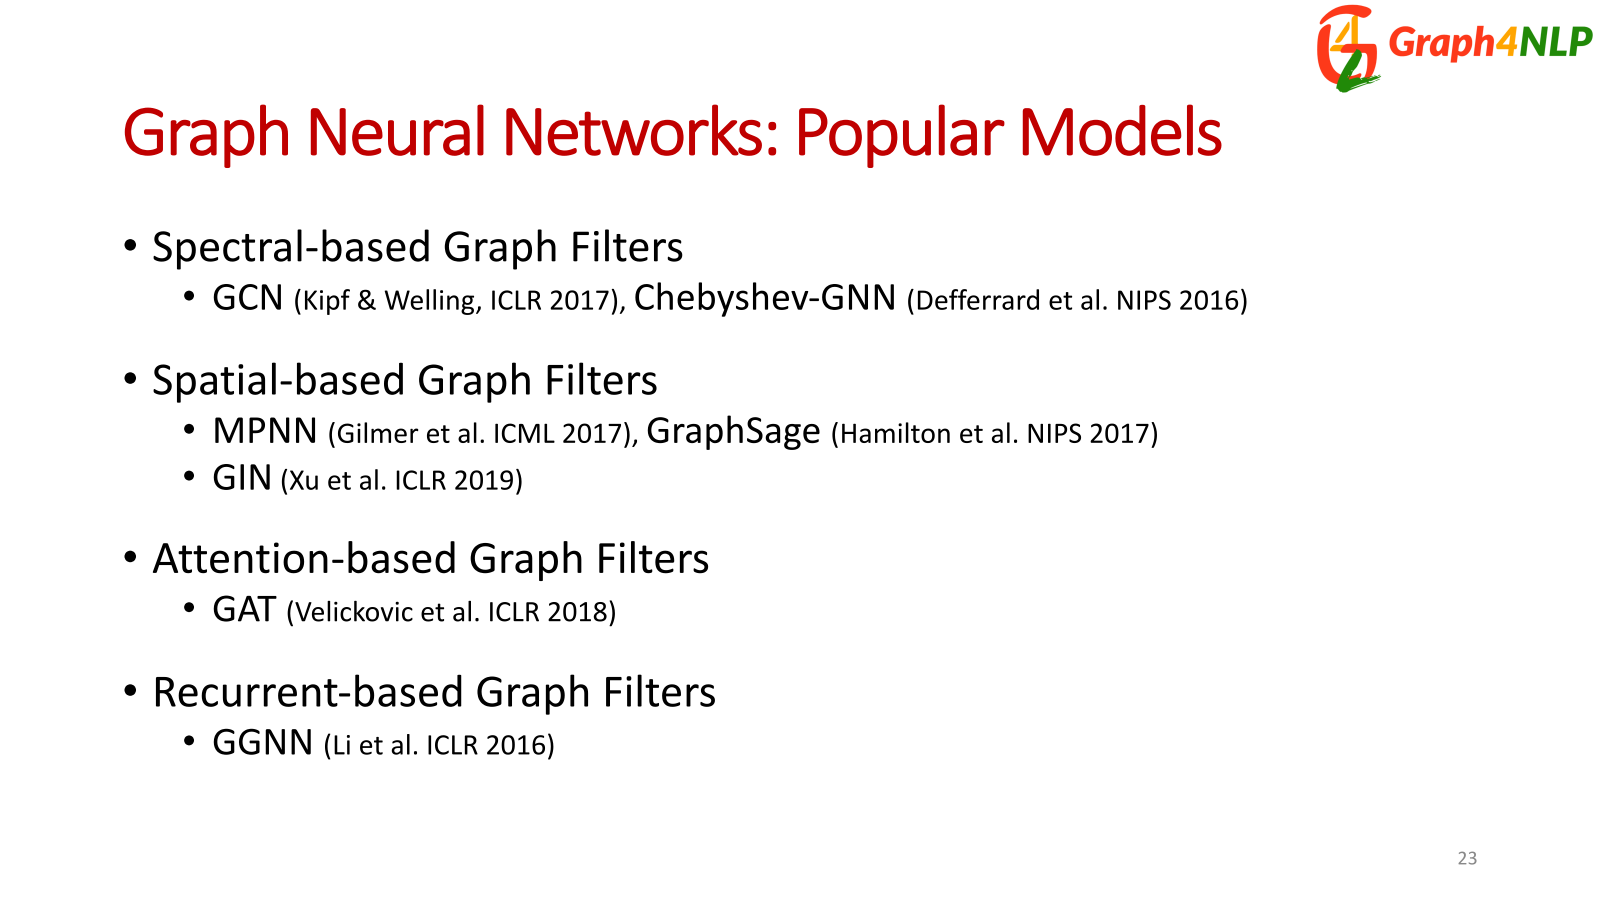 Graph4NLP
Graph Neural Networks: Popular Models
• Spectral-based Graph Filters
• GCN (Kipf & Welling, ICLR 2017), Chebyshev-GNN (Defferrard et al. NIPS 2016)
• Spatial-based Graph Filters
• MPNN (Gilmer et al. ICML 2017), GraphSage (Hamilton et al. NIPS 2017)
• GIN (Xu et al. ICLR 2019)
• Attention-based Graph Filters
• GAT (Velickovic et al. ICLR 2018)
• Recurrent-based Graph Filters
• GGNN (Li et al. ICLR 2016)
23